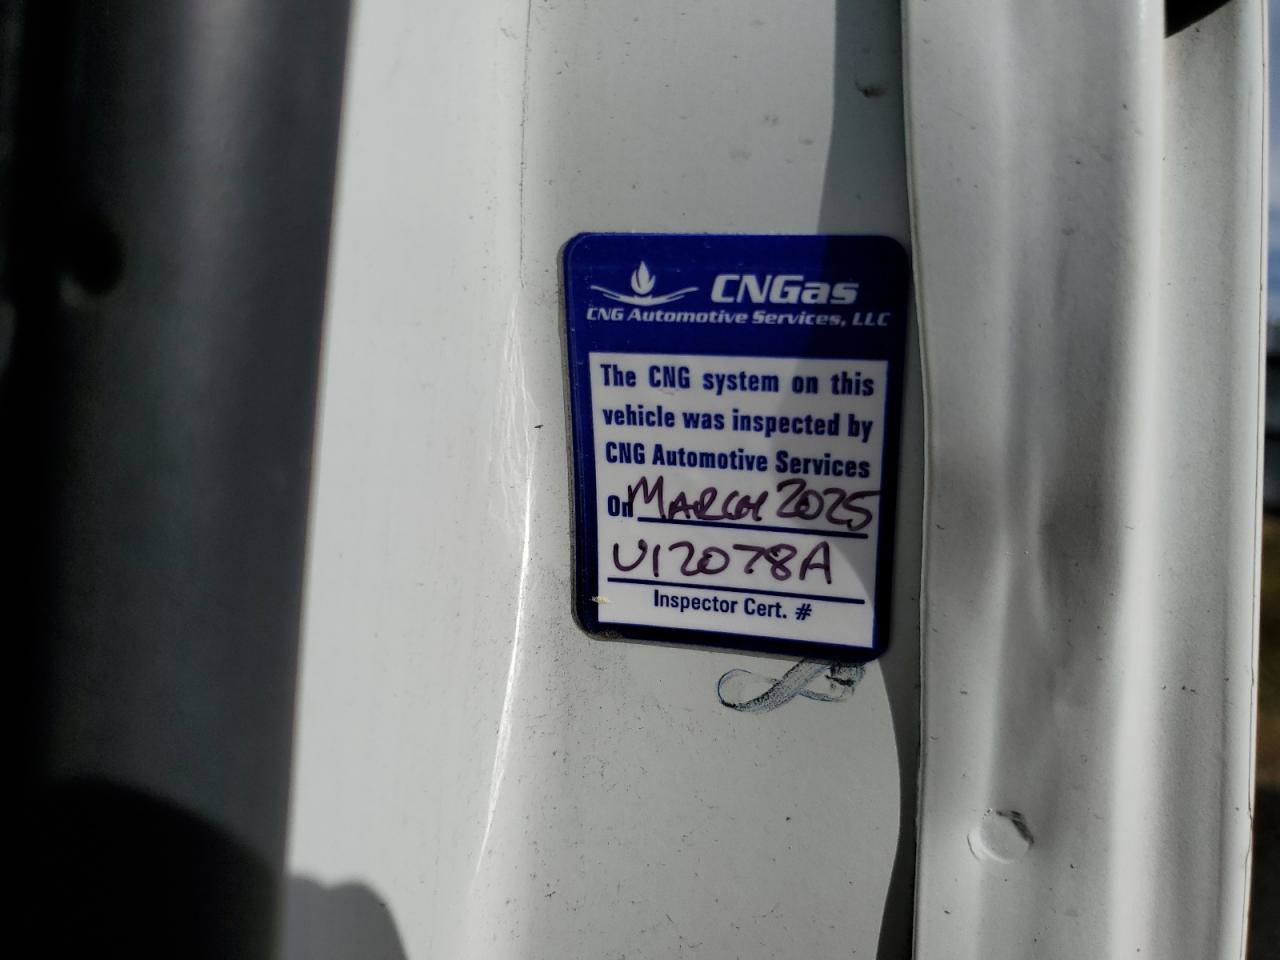 CNGas
CNG Automotive Services, LLC
The CNG system on this
vehicle was inspected by
CNG Automotive Services
On MARCH 2025
V12078A
Inspector Cert. #